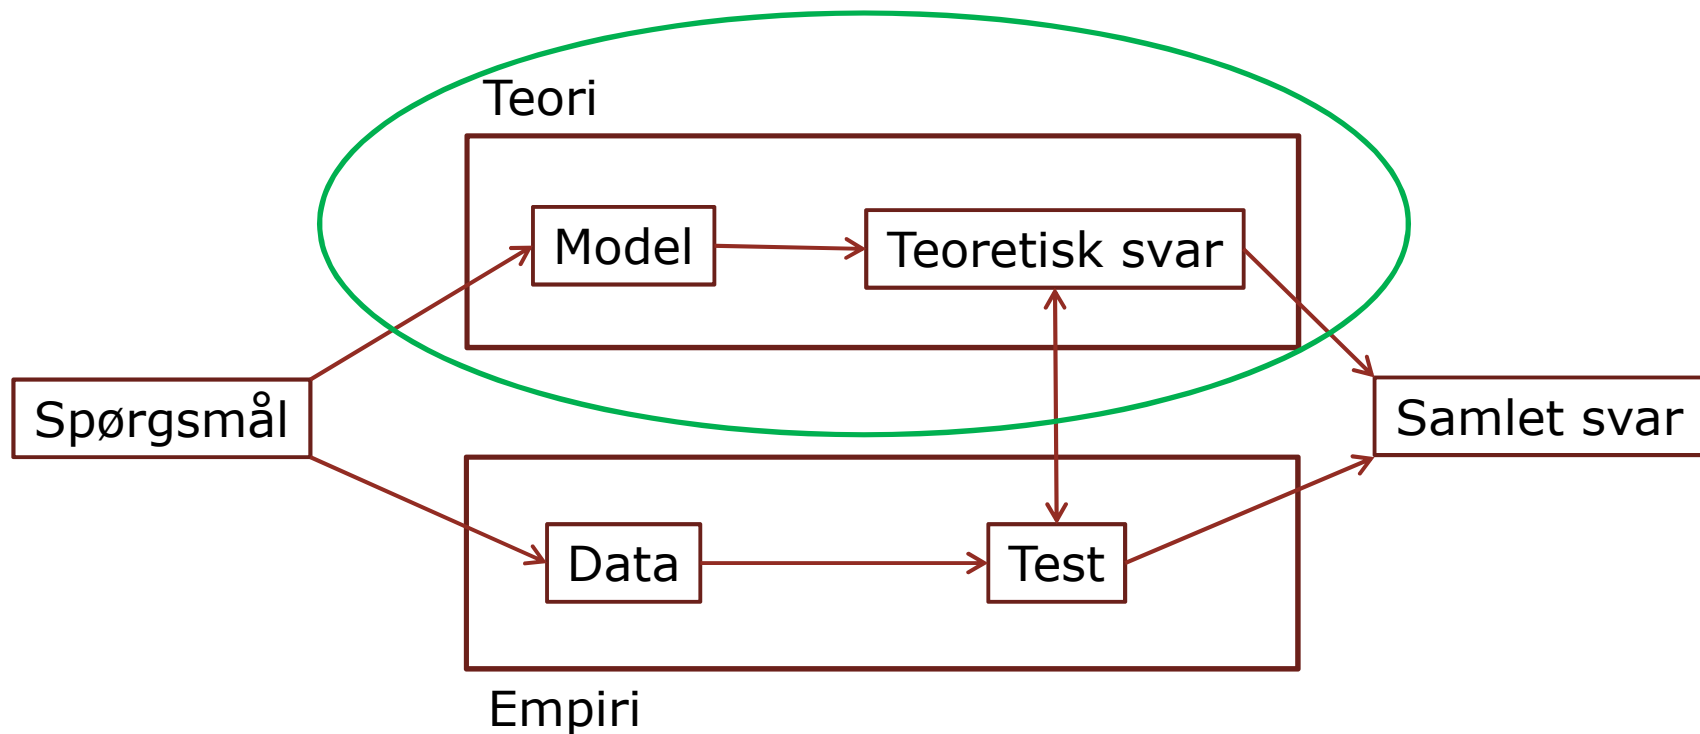 Teori
Model
Teoretisk svar
Spørgsmål
Samlet svar
Data
Test
Empiri